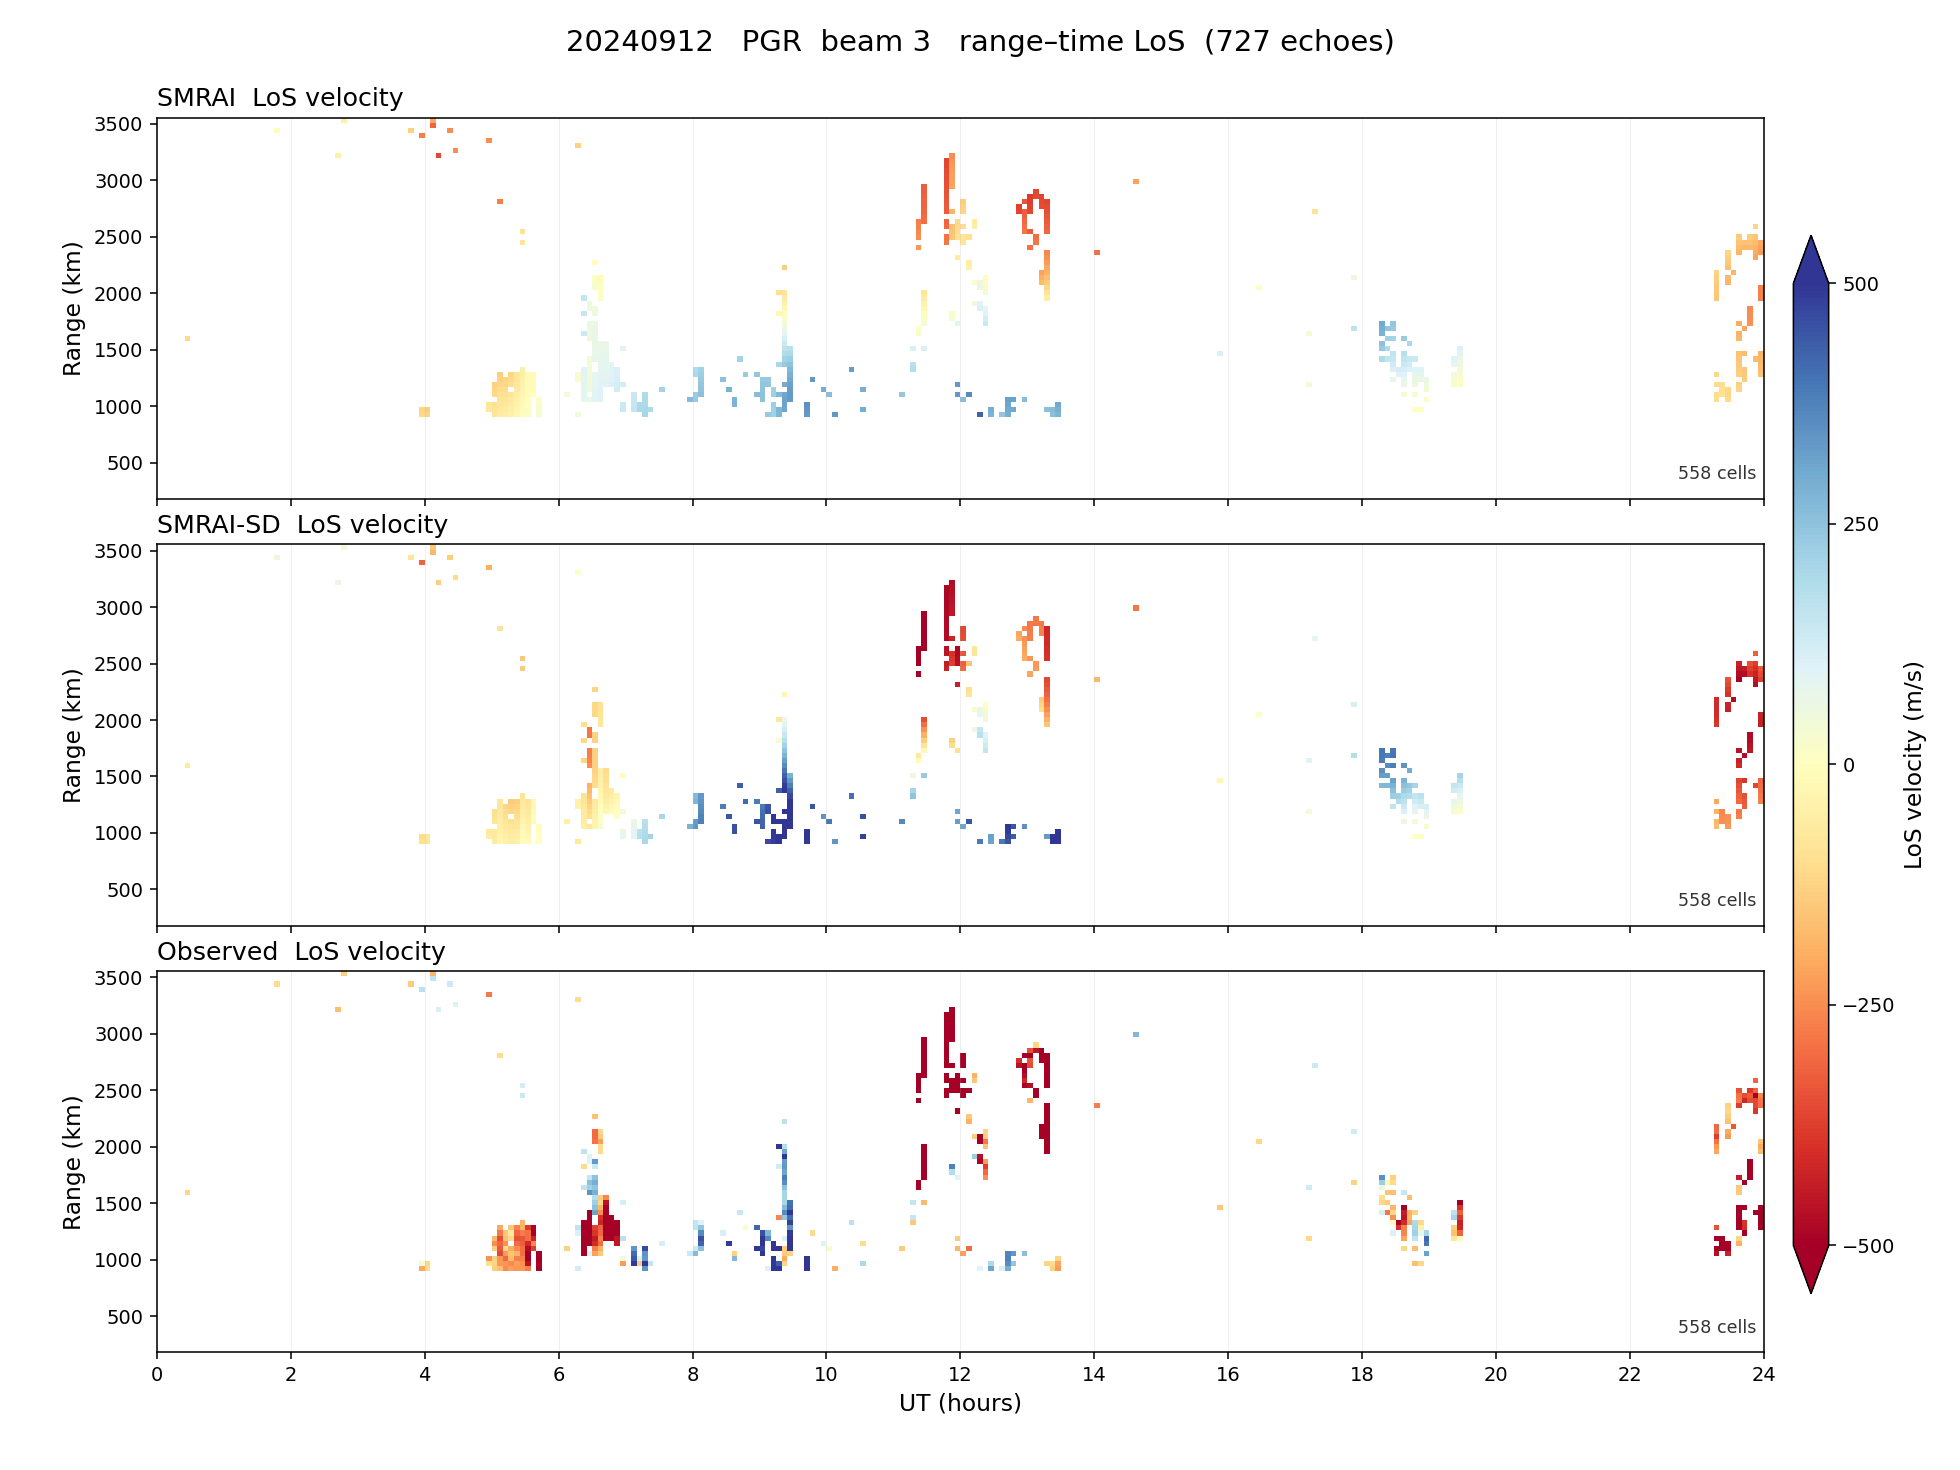 20240912   PGR  beam 3   range–time LoS  (727 echoes)
SMRAI  LoS velocity
3500
3000
2500
2000
1500
1000
500
Range (km)
558 cells
SMRAI-SD  LoS velocity
3500
3000
2500
2000
1500
1000
500
Range (km)
558 cells
Observed  LoS velocity
3500
3000
2500
2000
1500
1000
500
Range (km)
558 cells
0 2 4 6 8 10 12 14 16 18 20 22 24
UT (hours)
500
250
0
−250
−500
LoS velocity (m/s)